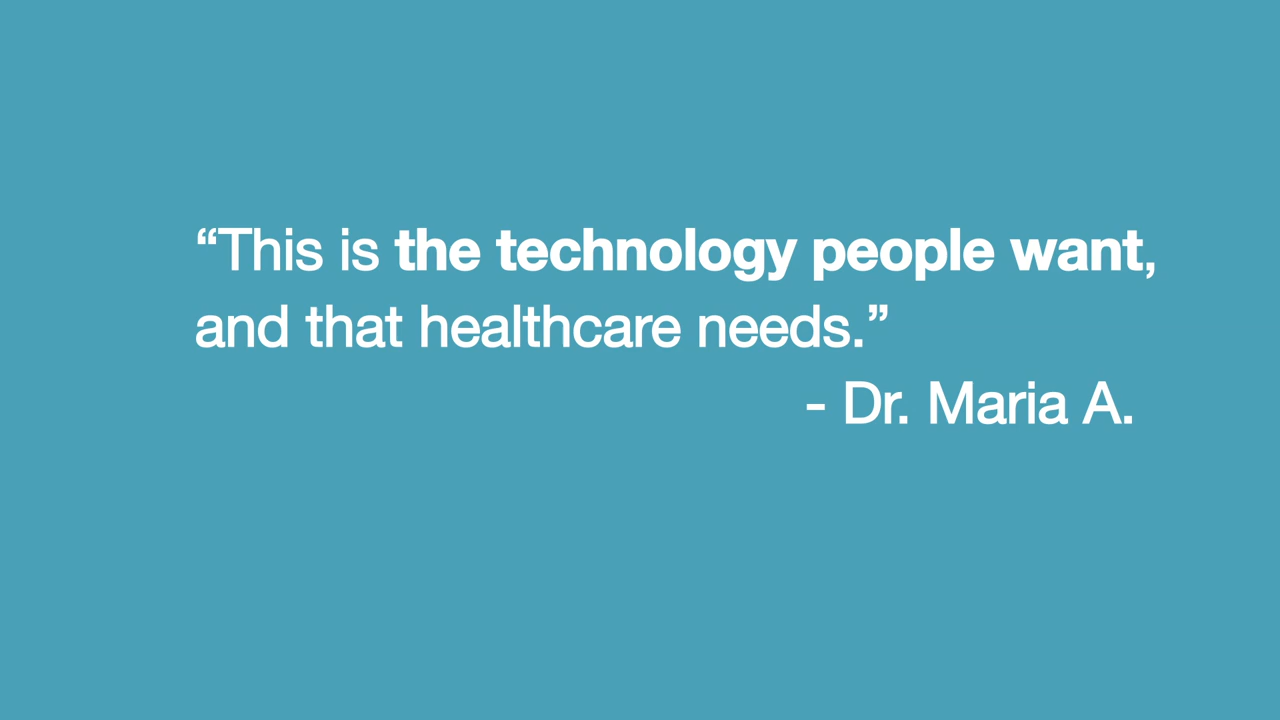 “This is the technology people want,
and that healthcare needs.”
- Dr. Maria A.